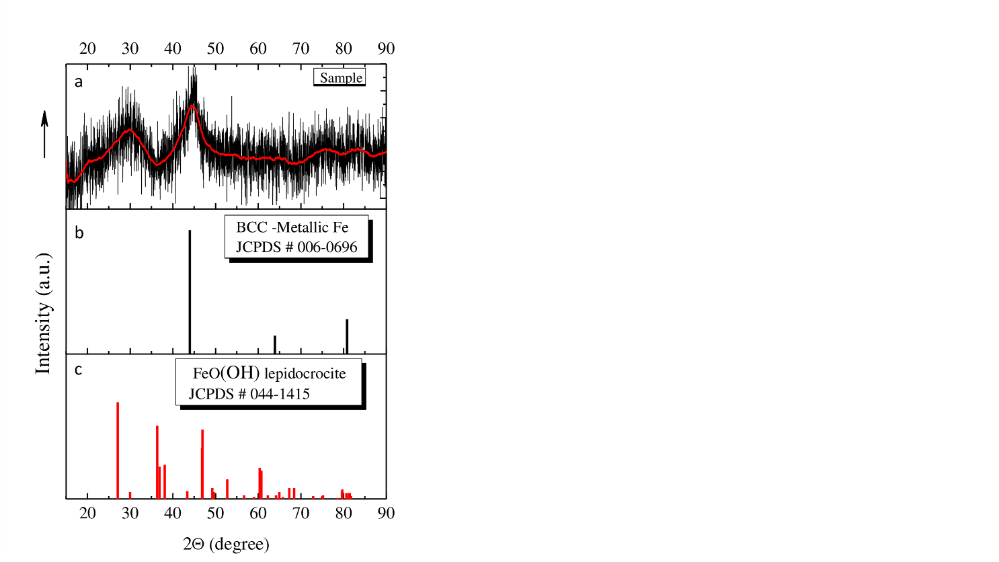 20 30 40 50 60 70 80 90
a
Sample
b
BCC -Metallic Fe
JCPDS # 006-0696
Intensity (a.u.)
c
FeO(OH) lepidocrocite
JCPDS # 044-1415
20 30 40 50 60 70 80 90
2Θ (degree)